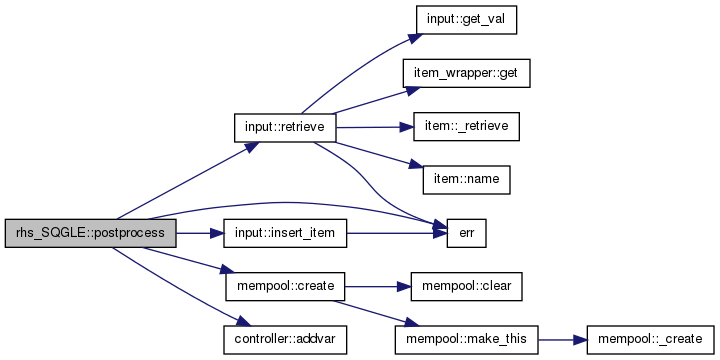 input::get_val
item_wrapper::get
input::retrieve
item::_retrieve
item::name
rhs_SQGLE::postprocess
input::insert_item
err
mempool::create
mempool::clear
controller::addvar
mempool::make_this
mempool::_create